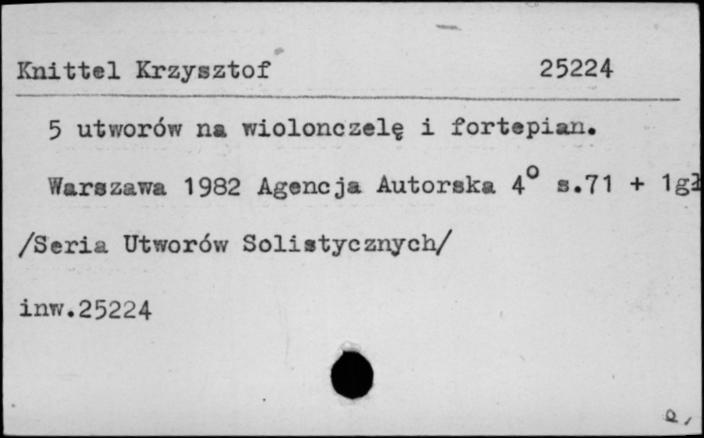 Knittel Krzysztof 25224
5 utworów na wiolonczelę i fortepian.
Warszawa 1982 Agencja Autorska 4° s.71 + 1gł
/Seria Utworów Solistycznych/
inw.25224